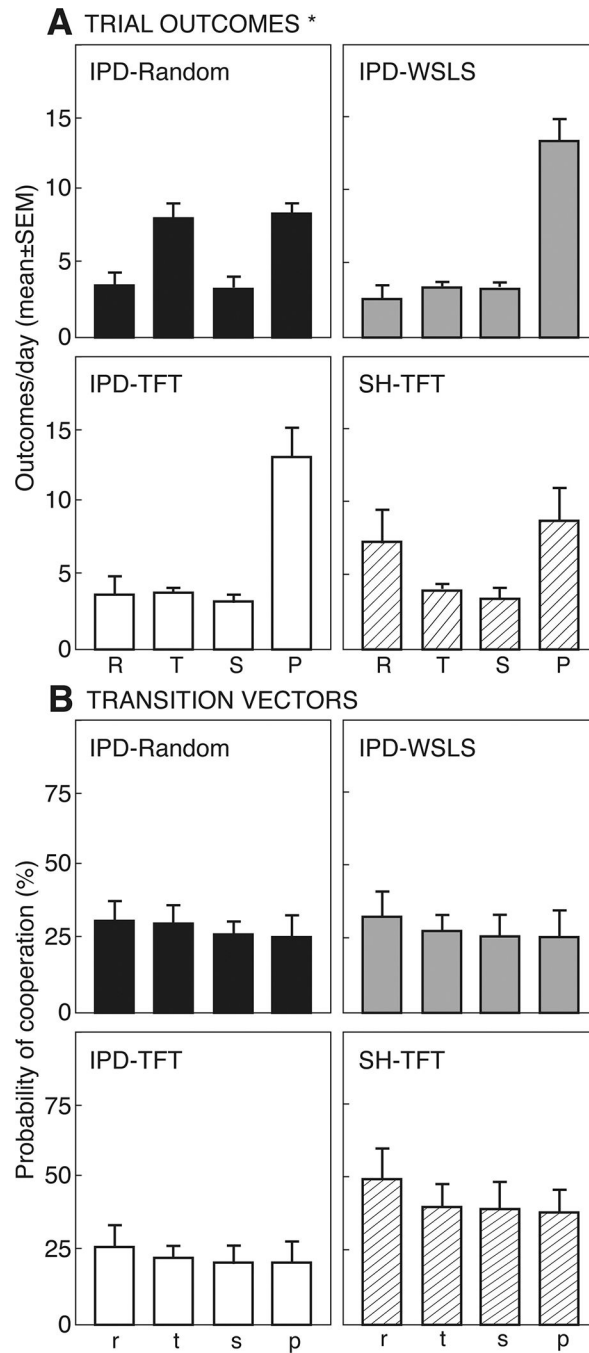 A TRIAL OUTCOMES *
IPD-Random
IPD-WSLS
15
10
5
0
IPD-TFT
SH-TFT
15
10
5
0
Outcomes/day (mean±SEM)
R T S P
R T S P
B TRANSITION VECTORS
IPD-Random
IPD-WSLS
75
50
25
0
IPD-TFT
SH-TFT
75
50
25
0
Probability of cooperation (%)
r t s p
r t s p